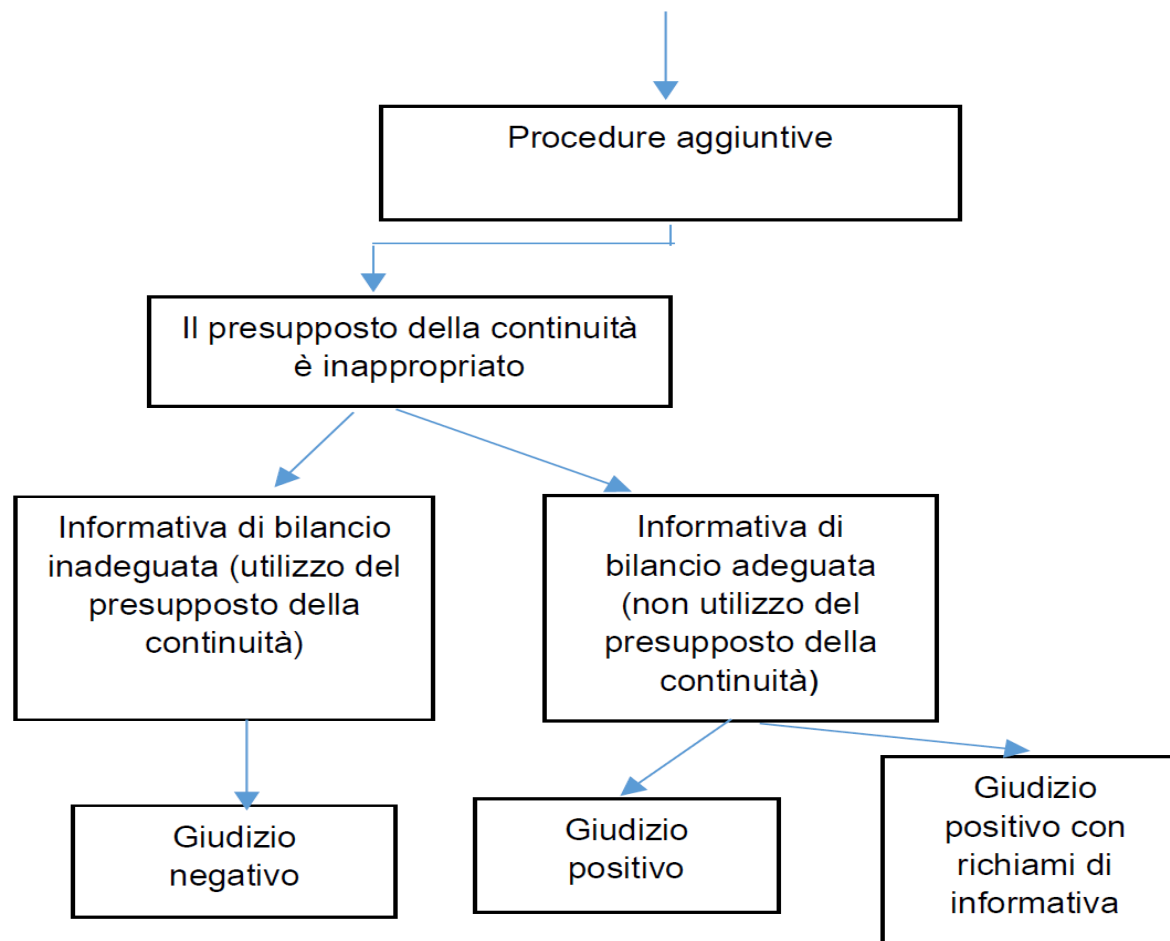 Procedure aggiuntive
Il presupposto della continuità
è inappropriato
Informativa di bilancio
inadeguata (utilizzo del
presupposto della
continuità)
Informativa di
bilancio adeguata
(non utilizzo del
presupposto della
continuità)
Giudizio
negativo
Giudizio
positivo
Giudizio
positivo con
richiami di
informativa